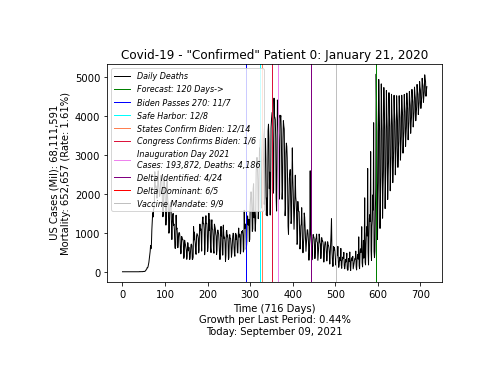 Covid-19 - "Confirmed" Patient 0: January 21, 2020
US Cases (Mil): 68,111,591
Mortality: 652,657 (Rate: 1.61%)
5000
4000
3000
2000
1000
0
Daily Deaths
Forecast: 120 Days->
Biden Passes 270: 11/7
Safe Harbor: 12/8
States Confirm Biden: 12/14
Congress Confirms Biden: 1/6
Inauguration Day 2021
Cases: 193,872, Deaths: 4,186
Delta Identified: 4/24
Delta Dominant: 6/5
Vaccine Mandate: 9/9
0 100 200 300 400 500 600 700
Time (716 Days)
Growth per Last Period: 0.44%
Today: September 09, 2021